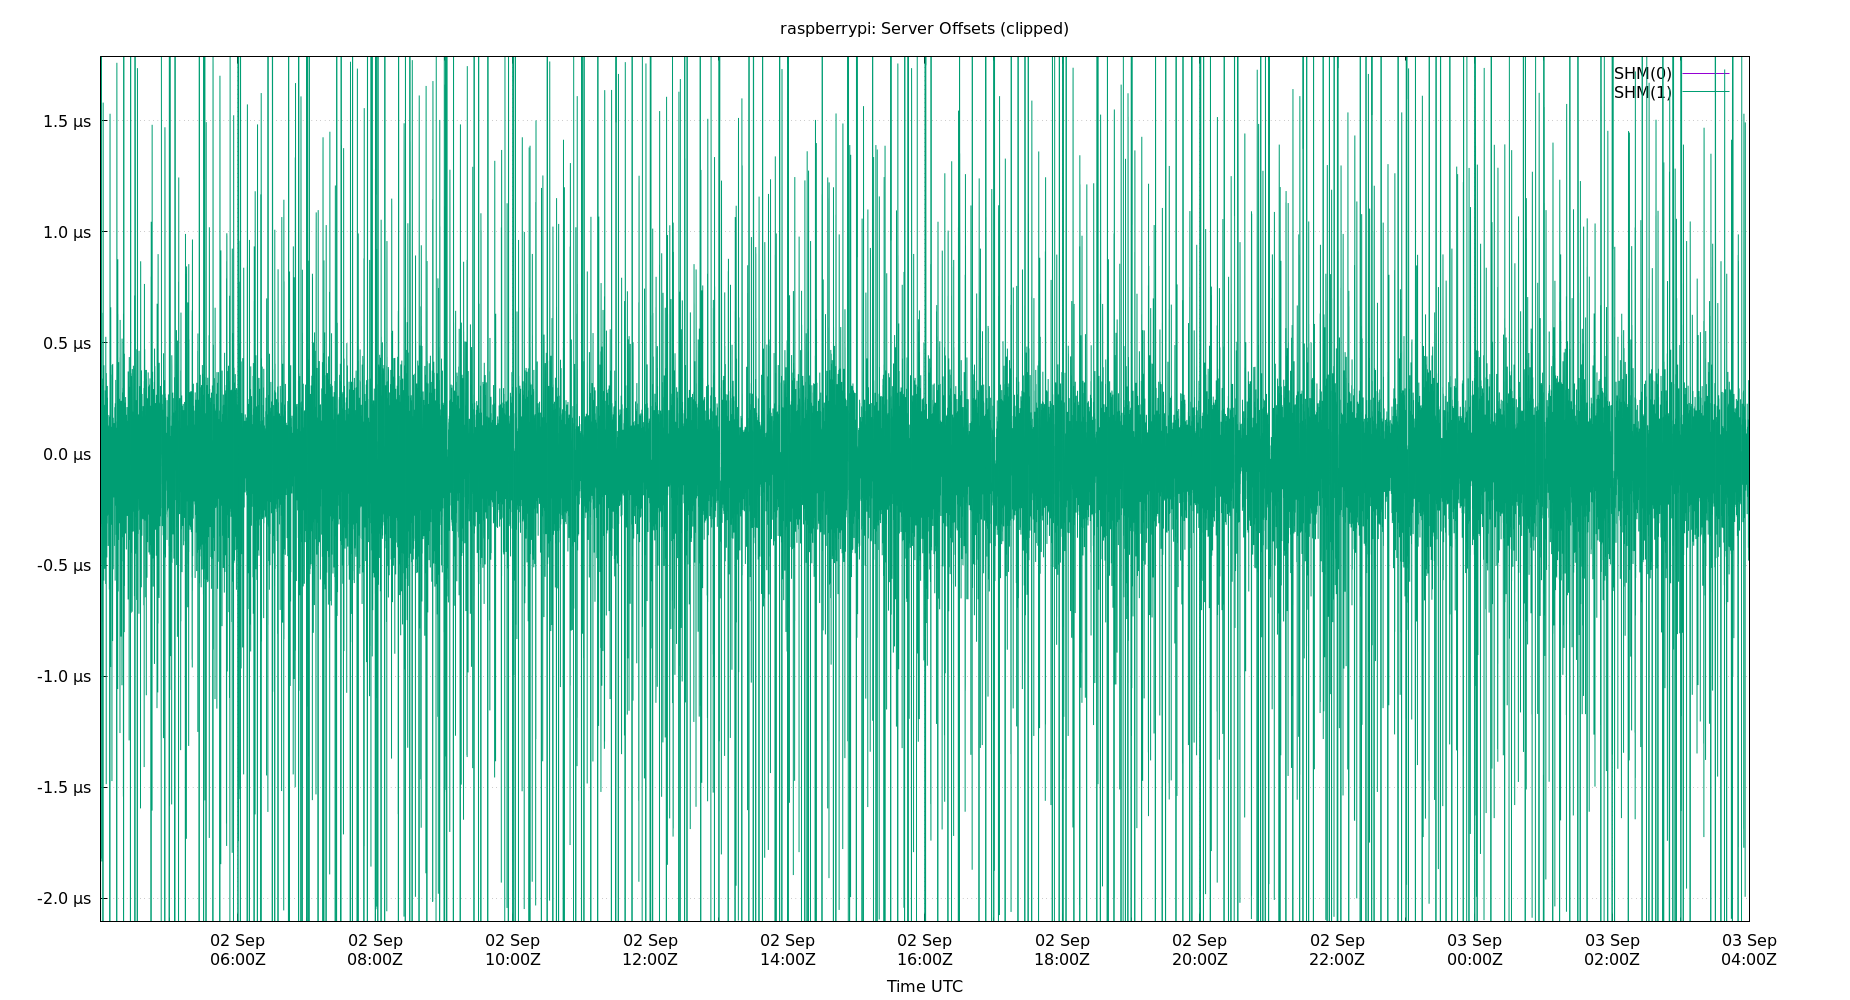 raspberrypi: Server Offsets (clipped)
SHM(0)
SHM(1)
1.5 µs
1.0 µs
0.5 µs
0.0 µs
-0.5 µs
-1.0 µs
-1.5 µs
-2.0 µs
02 Sep 02 Sep 02 Sep 02 Sep 02 Sep 02 Sep 02 Sep 02 Sep 02 Sep 03 Sep 03 Sep 03 Sep
06:00Z 08:00Z 10:00Z 12:00Z 14:00Z 16:00Z 18:00Z 20:00Z 22:00Z 00:00Z 02:00Z 04:00Z
Time UTC